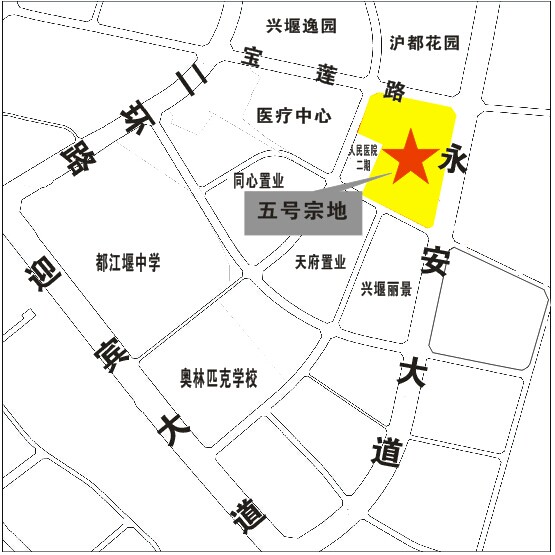 兴堰逸园
沪都花园
宝莲路
二环路
医疗中心
人民医院
二期
永安大道
同心置业
五号宗地
都江堰中学
天府置业
兴堰丽景
迎宾大道
奥林匹克学校